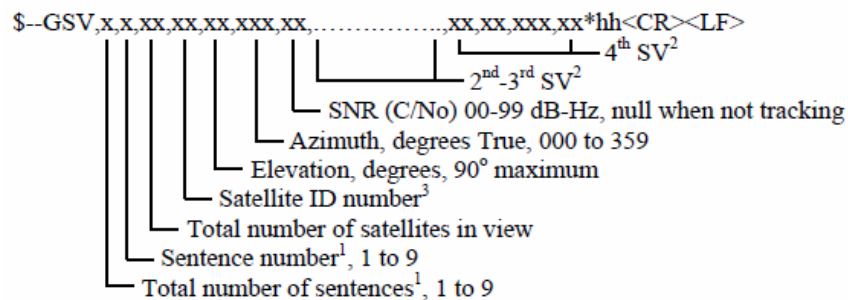 $--GSV,x,x,xx,xx,xx,xxx,xx,……………,xx,xx,xxx,xx*hh<CR><LF>
4th SV2
2nd-3rd SV2
SNR (C/No) 00-99 dB-Hz, null when not tracking
Azimuth, degrees True, 000 to 359
Elevation, degrees, 90o maximum
Satellite ID number3
Total number of satellites in view
Sentence number1, 1 to 9
Total number of sentences1, 1 to 9